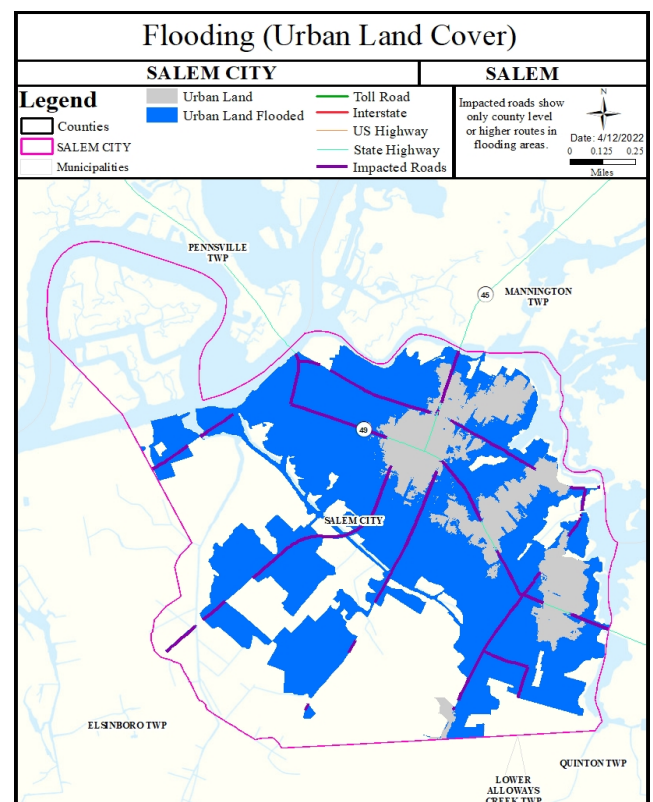 Flooding (Urban Land Cover)
SALEM CITY
SALEM
Legend
Counties
SALEM CITY
Municipalities
Urban Land
Urban Land Flooded
Toll Road
Interstate
US Highway
State Highway
Impacted Roads
Impacted roads show
only county level
or higher routes in
flooding areas.
N
Date: 4/12/2022
0 0.125 0.25
Miles
PENNSVILLE
TWP
45
MANNINGTON
TWP
49
SALEM CITY
ELSINBORO TWP
QUINTON TWP
LOWER
ALLOWAYS
CREEK TWP